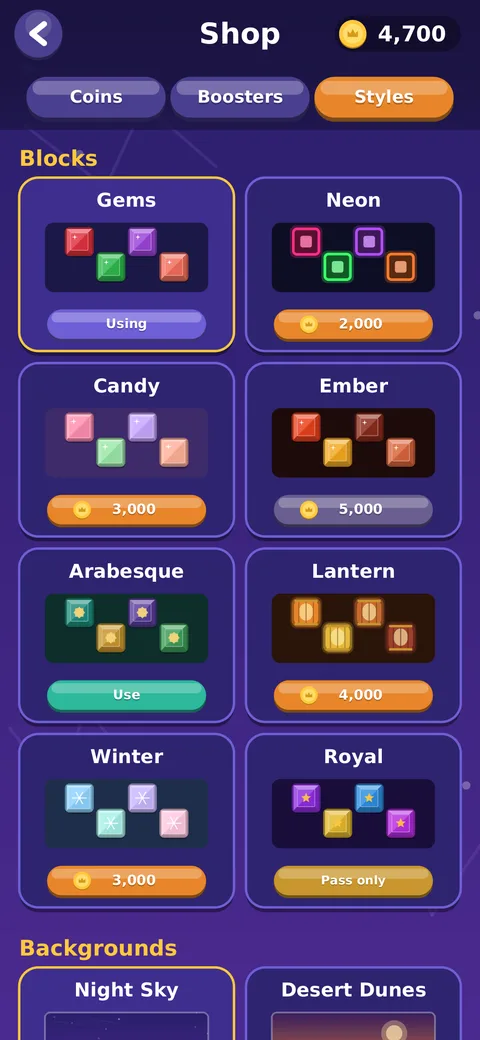 Shop
4,700
Coins
Boosters
Styles
Blocks
Gems
Neon
Using
2,000
Candy
Ember
3,000
5,000
Arabesque
Lantern
Use
4,000
Winter
Royal
3,000
Pass only
Backgrounds
Night Sky
Desert Dunes